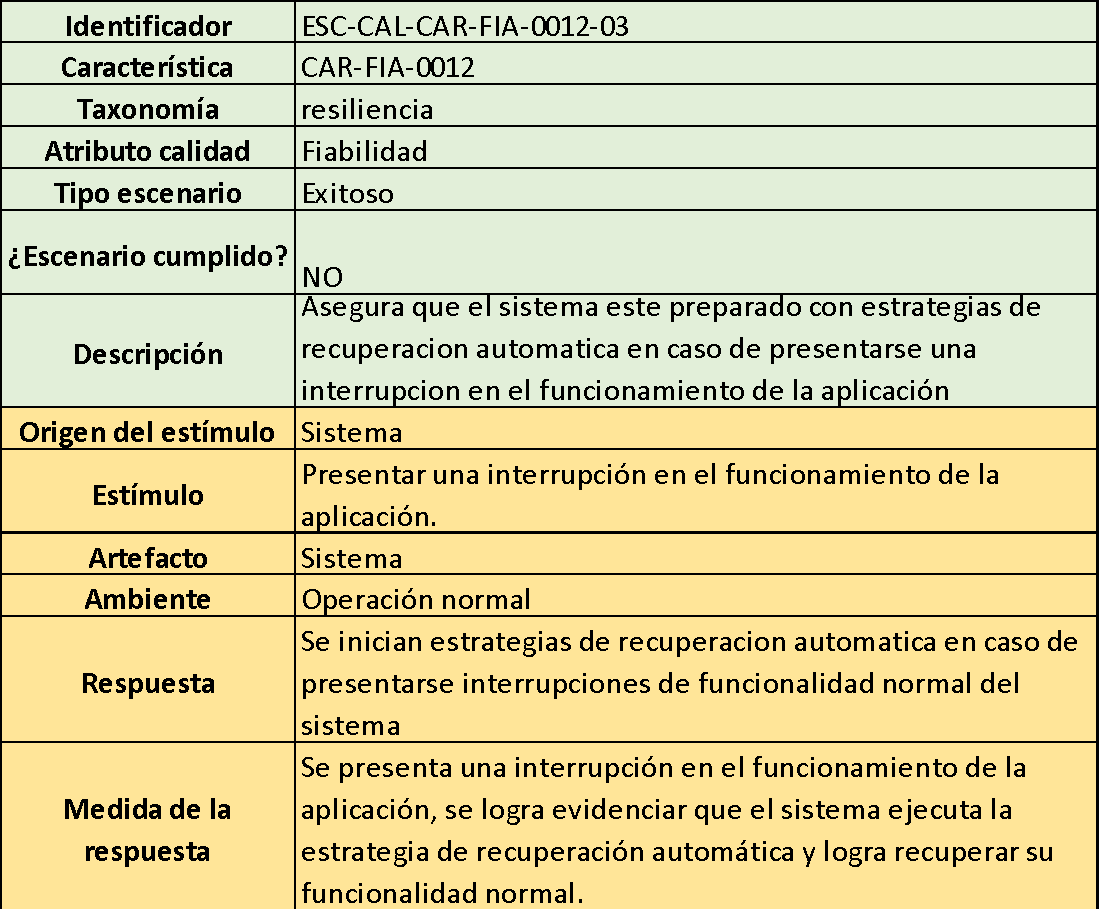 Identificador ESC-CAL-CAR-FIA-0012-03
Característica CAR-FIA-0012
Taxonomía resiliencia
Atributo calidad Fiabilidad
Tipo escenario Exitoso
¿Escenario cumplido? NO
Descripción
Asegura que el sistema este preparado con estrategias de
recuperacion automatica en caso de presentarse una
interrupcion en el funcionamiento de la aplicación
Origen del estímulo Sistema
Estímulo
Presentar una interrupción en el funcionamiento de la
aplicación.
Artefacto Sistema
Ambiente Operación normal
Respuesta
Se inician estrategias de recuperacion automatica en caso de
presentarse interrupciones de funcionalidad normal del
sistema
Medida de la
respuesta
Se presenta una interrupción en el funcionamiento de la
aplicación, se logra evidenciar que el sistema ejecuta la
estrategia de recuperación automática y logra recuperar su
funcionalidad normal.